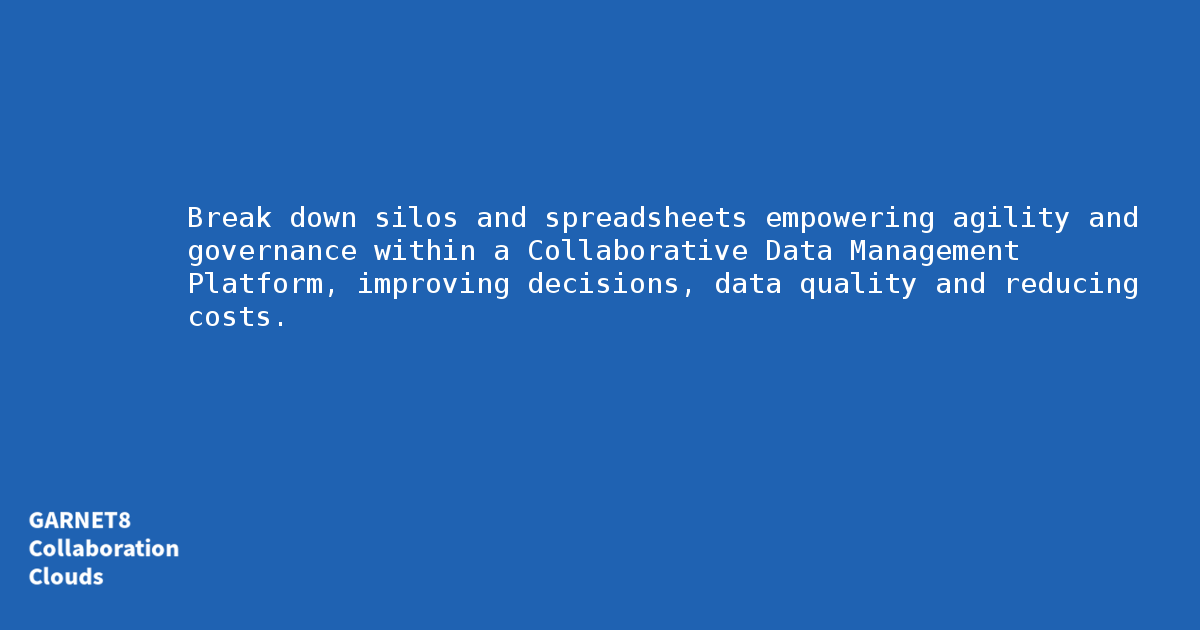 Break down silos and spreadsheets empowering agility and
governance within a Collaborative Data Management
Platform, improving decisions, data quality and reducing
costs.
GARNET8
Collaboration
Clouds